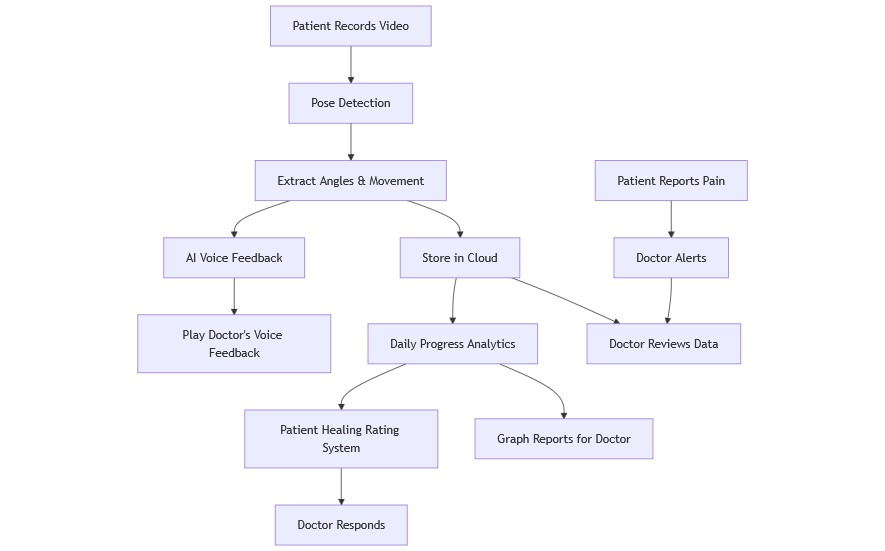 Patient Records Video
Pose Detection
Extract Angles & Movement
Patient Reports Pain
AI Voice Feedback
Store in Cloud
Doctor Alerts
Play Doctor's Voice
Feedback
Daily Progress Analytics
Doctor Reviews Data
Patient Healing Rating
System
Graph Reports for Doctor
Doctor Responds